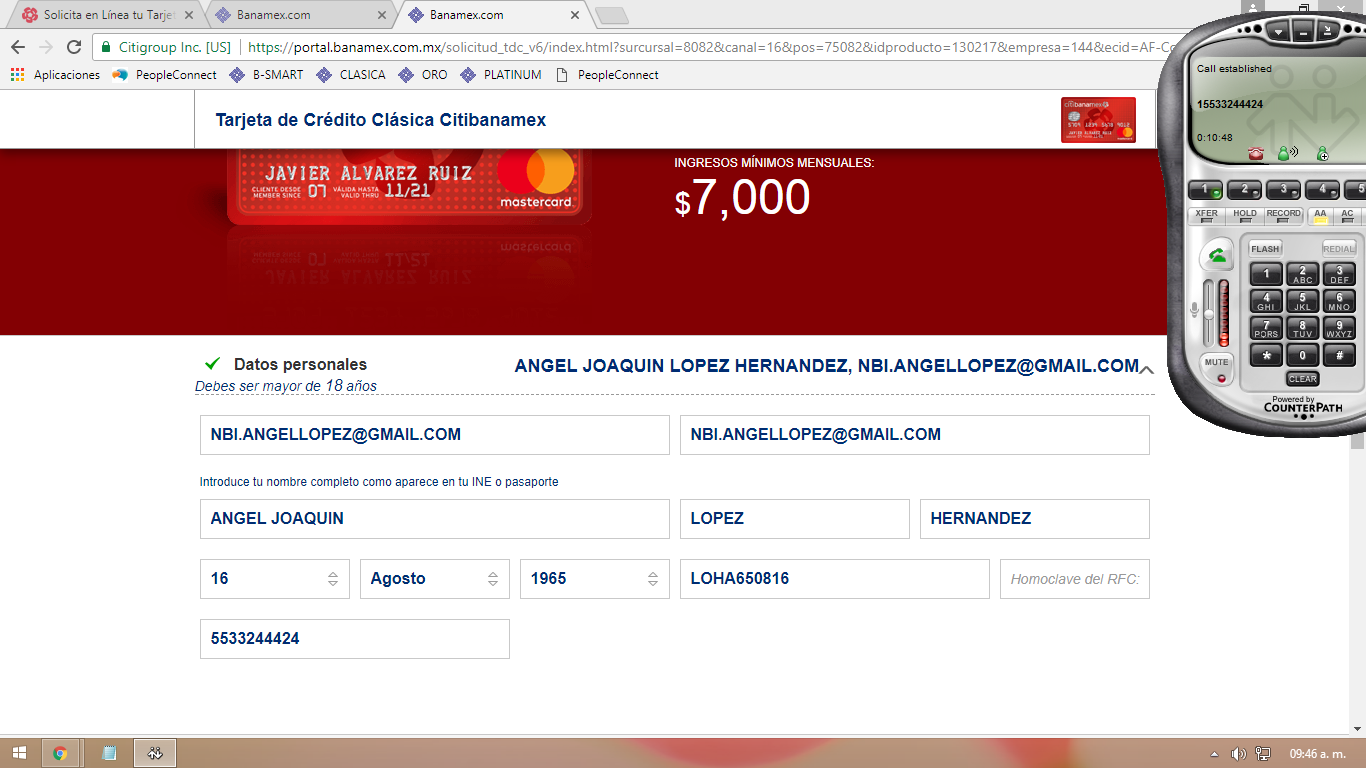 Solicita en Línea tu Tarjet
Banamex.com
Banamex.com
Citigroup Inc. [US]
https://portal.banamex.com.mx/solicitud_tdc_v6/index.html?surcursal=8082&canal=16&pos=75082&idproducto=130217&empresa=144&ecid=AF-Co
Aplicaciones
PeopleConnect
B-SMART
CLASICA
ORO
PLATINUM
PeopleConnect
Tarjeta de Crédito Clásica Citibanamex
citibanamex
JAVIER ALVAREZ RUIZ
CLIENTE DESDE
MEMBER SINCE
07
VÁLIDA HASTA
VALID THRU
11/21
mastercard
INGRESOS MÍNIMOS MENSUALES:
$7,000
Datos personales
ANGEL JOAQUIN LOPEZ HERNANDEZ, NBI.ANGELLOPEZ@GMAIL.COM
Debes ser mayor de 18 años
NBI.ANGELLOPEZ@GMAIL.COM
NBI.ANGELLOPEZ@GMAIL.COM
Introduce tu nombre completo como aparece en tu INE o pasaporte
ANGEL JOAQUIN
LOPEZ
HERNANDEZ
16
Agosto
1965
LOHA650816
Homoclave del RFC:
5533244424
Call established
15533244424
0:10:48
1
2
3
4
5
XFER
HOLD
RECORD
AA
AC
FLASH
REDIAL
1
2 ABC
3 DEF
4 GHI
5 JKL
6 MNO
7 PQRS
8 TUV
9 WXYZ
*
0
#
MUTE
CLEAR
Powered by
COUNTERPATH
09:46 a. m.